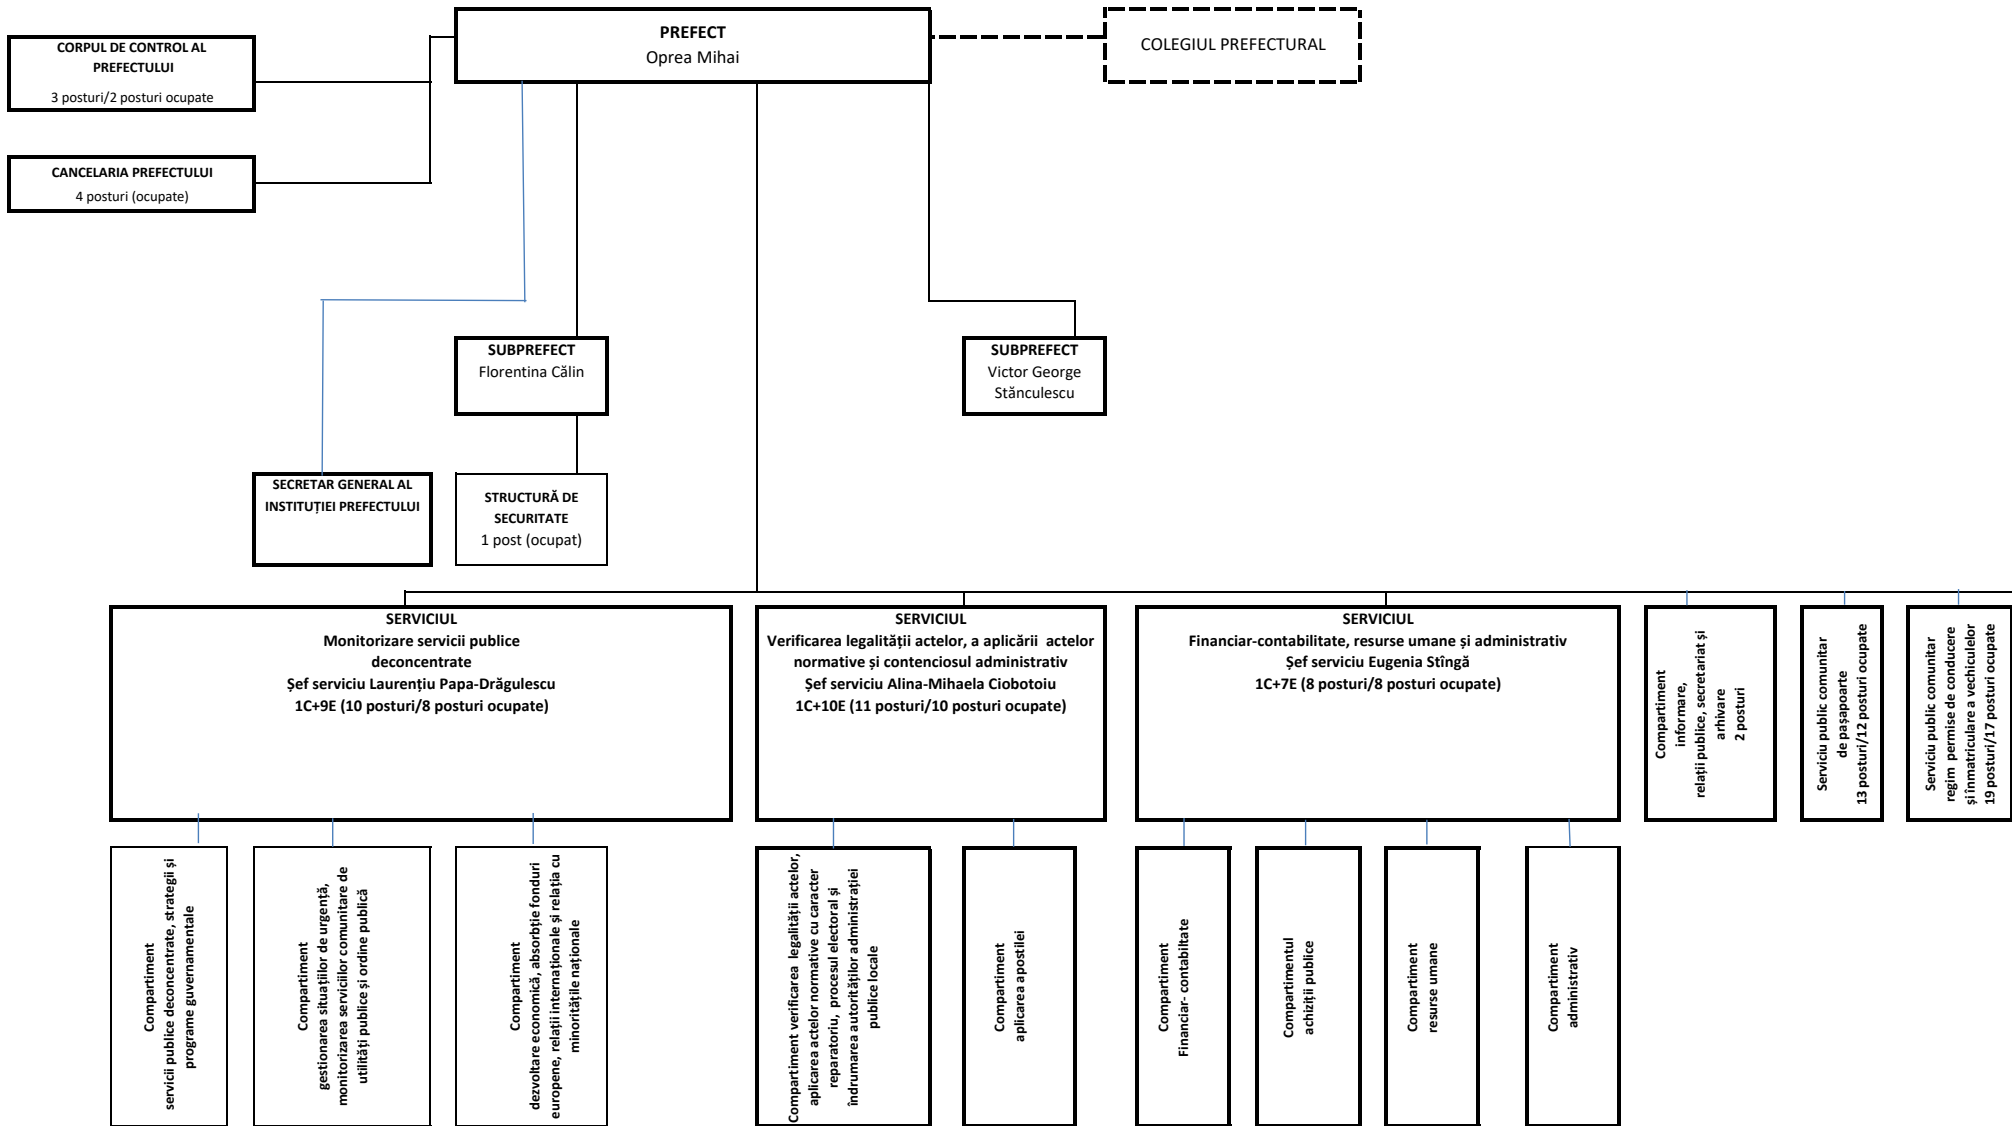 PREFECT
Oprea Mihai
COLEGIUL PREFECTURAL
CORPUL DE CONTROL AL
PREFECTULUI
3 posturi/2 posturi ocupate
CANCELARIA PREFECTULUI
4 posturi (ocupate)
SUBPREFECT
Florentina Călin
SUBPREFECT
Victor George
Stănculescu
SECRETAR GENERAL AL
INSTITUȚIEI PREFECTULUI
STRUCTURĂ DE
SECURITATE
1 post (ocupat)
SERVICIUL
Monitorizare servicii publice
deconcentrate
Șef serviciu Laurențiu Papa-Drăgulescu
1C+9E (10 posturi/8 posturi ocupate)
SERVICIUL
Verificarea legalității actelor, a aplicării  actelor
normative și contenciosul administrativ
Șef serviciu Alina-Mihaela Ciobotoiu
1C+10E (11 posturi/10 posturi ocupate)
SERVICIUL
Financiar-contabilitate, resurse umane și administrativ
Șef serviciu Eugenia Stîngă
1C+7E (8 posturi/8 posturi ocupate)
Compartiment
informare,
relații publice, secretariat și
arhivare
2 posturi
Serviciu public comunitar
de pașapoarte
13 posturi/12 posturi ocupate
Serviciu public comunitar
regim  permise de conducere
și înmatriculare a vechiculelor
19 posturi/17 posturi ocupate
Compartiment
servicii publice deconcentrate, strategii și
programe guvernamentale
Compartiment
gestionarea situațiilor de urgență,
monitorizarea serviciilor comunitare de
utilități publice și ordine publică
Compartiment
dezvoltare economică, absorbție fonduri
europene, relații internaționale și relația cu
minoritățile naționale
Compartiment verificarea legalității actelor,
aplicarea actelor normative cu caracter
reparatoriu,  procesul electoral și
îndrumarea autorităților administrației
publice locale
Compartiment
aplicarea apostilei
Compartiment
Financiar- contabiltate
Compartimentul
achiziții publice
Compartiment
resurse umane
Compartiment
administrativ